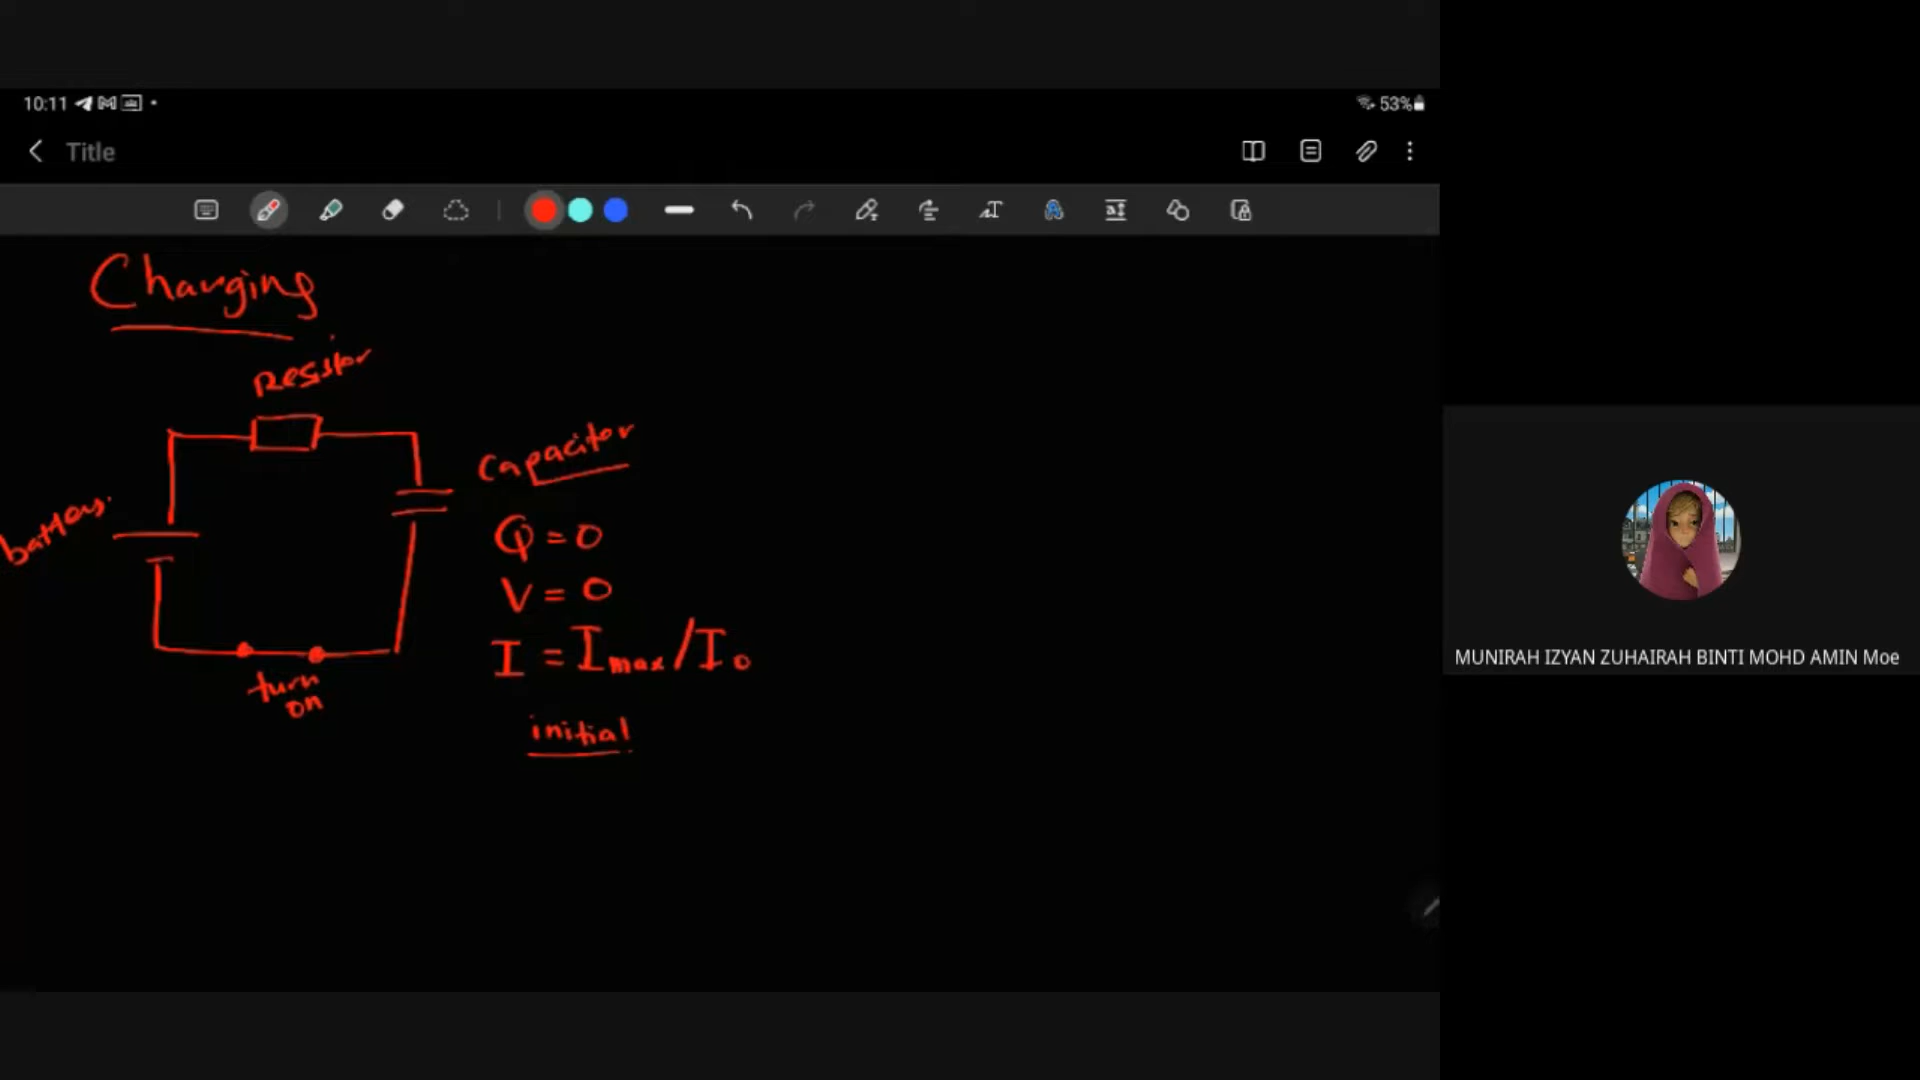 10:11
53%
Title
Charging
Resistor
Capacitor
battery
Q = 0
V = 0
I = Imax/I0
turn
on
initial
MUNIRAH IZYAN ZUHAIRAH BINTI MOHD AMIN Moe